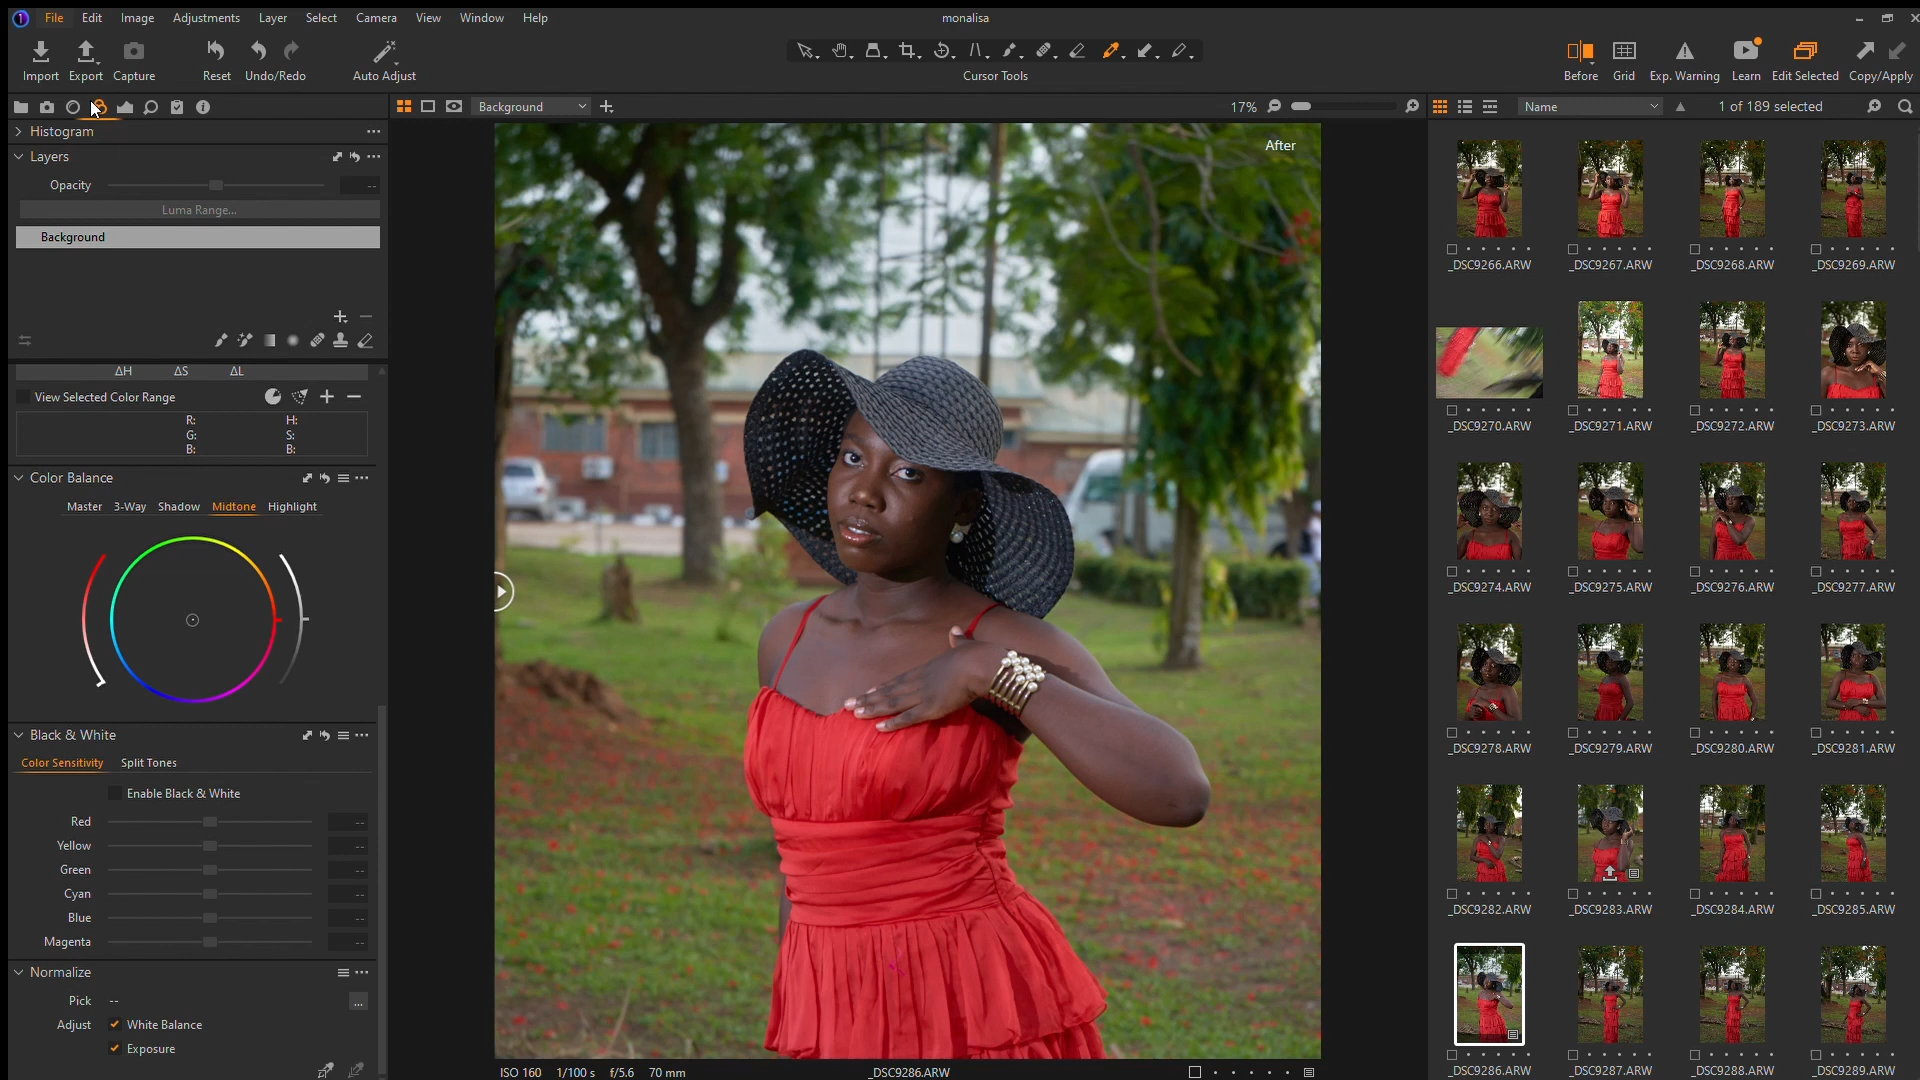 File Edit Image Adjustments Layer Select Camera View Window Help
monalisa
Import Export Capture Reset Undo/Redo Auto Adjust
Cursor Tools
Before Grid Exp. Warning Learn Edit Selected Copy/Apply
Background
17%
Name
1 of 189 selected
Histogram
Layers
Opacity --
Luma Range...
Background
ΔH ΔS ΔL
View Selected Color Range
R: H:
G: S:
B: B:
Color Balance
Master 3-Way Shadow Midtone Highlight
Black & White
Color Sensitivity Split Tones
Enable Black & White
Red --
Yellow --
Green --
Cyan --
Blue --
Magenta --
Normalize
Pick -- ...
Adjust White Balance
Exposure
After
ISO 160 1/100 s f/5.6 70 mm
_DSC9286.ARW
_DSC9266.ARW _DSC9267.ARW _DSC9268.ARW _DSC9269.ARW
_DSC9270.ARW _DSC9271.ARW _DSC9272.ARW _DSC9273.ARW
_DSC9274.ARW _DSC9275.ARW _DSC9276.ARW _DSC9277.ARW
_DSC9278.ARW _DSC9279.ARW _DSC9280.ARW _DSC9281.ARW
_DSC9282.ARW _DSC9283.ARW _DSC9284.ARW _DSC9285.ARW
_DSC9286.ARW _DSC9287.ARW _DSC9288.ARW _DSC9289.ARW